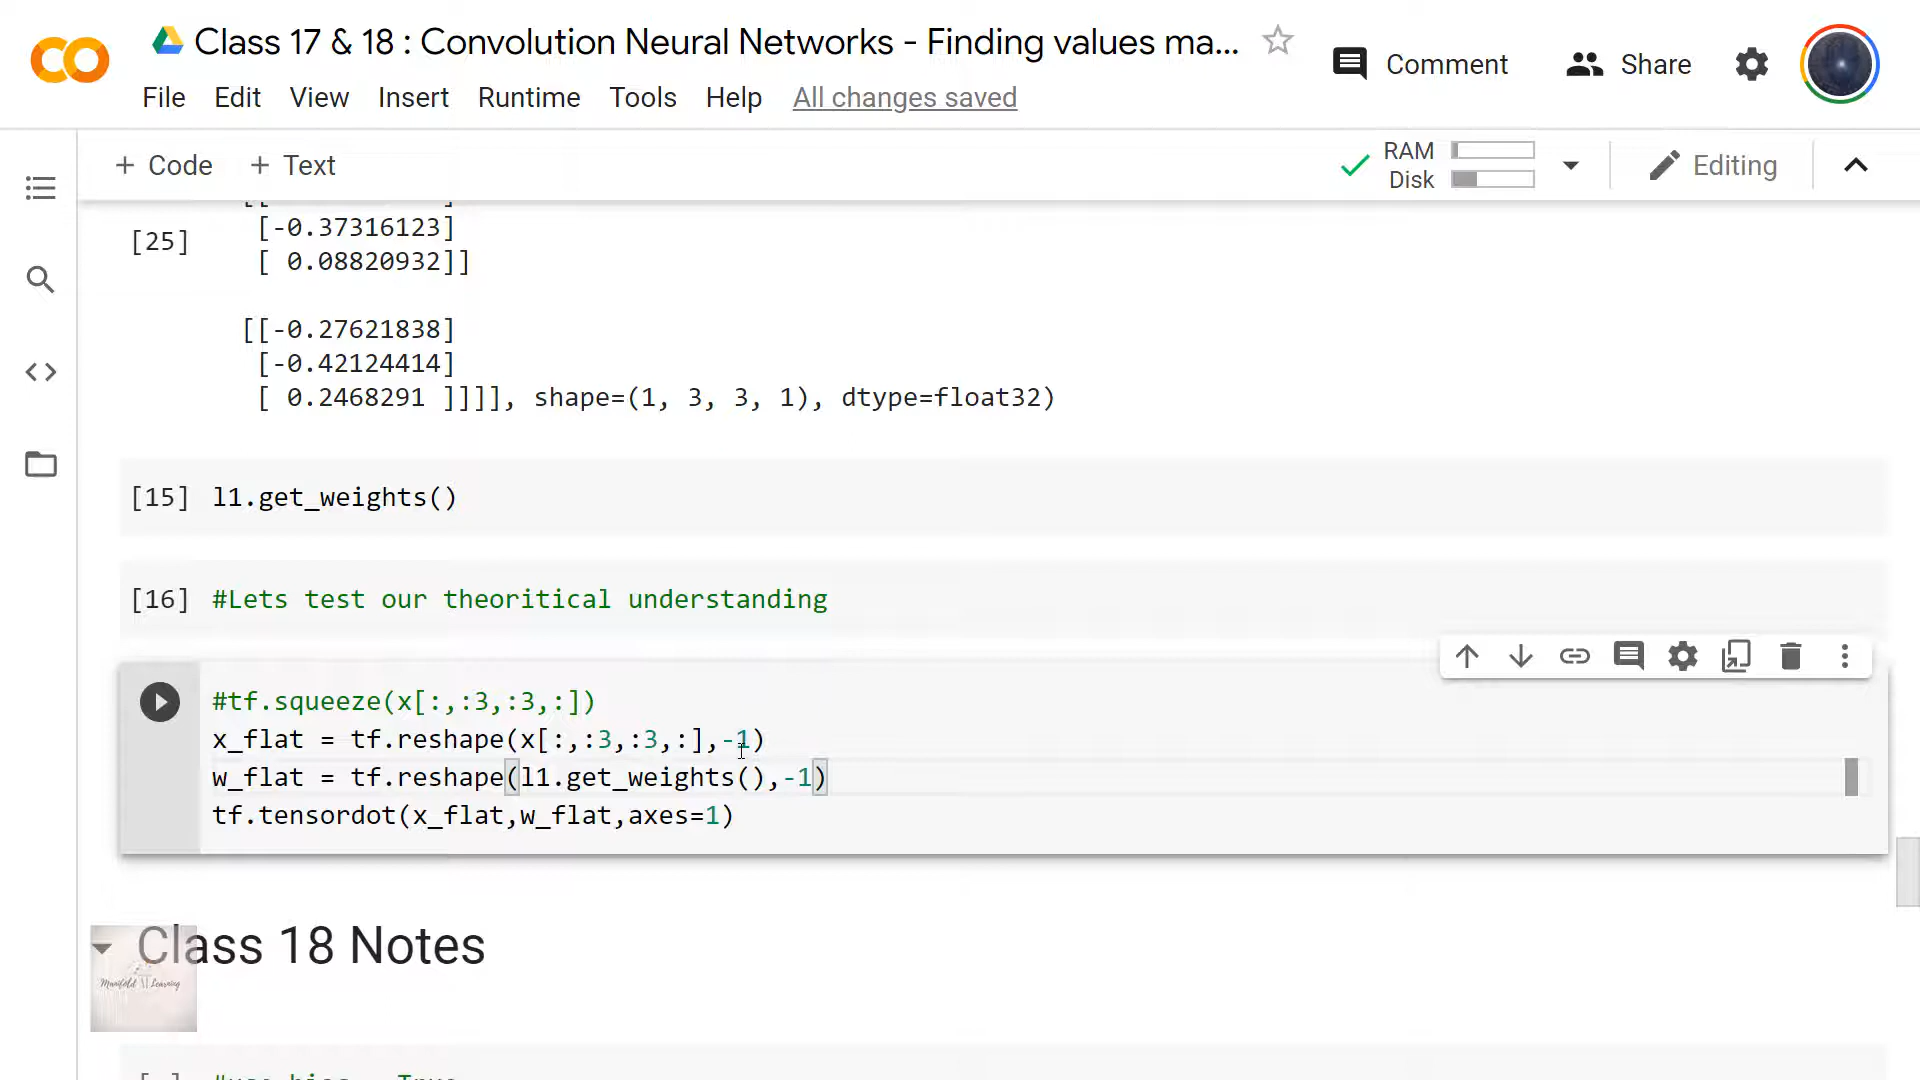 Class 17 & 18 : Convolution Neural Networks - Finding values ma...
Comment
Share
File Edit View Insert Runtime Tools Help All changes saved
+ Code + Text
RAM
Disk
Editing
[25]
[-0.37316123]
[ 0.08820932]]
[[-0.27621838]
[-0.42124414]
[ 0.2468291 ]]]], shape=(1, 3, 3, 1), dtype=float32)
[15] l1.get_weights()
[16] #Lets test our theoritical understanding
#tf.squeeze(x[:,:3,:3,:])
x_flat = tf.reshape(x[:,:3,:3,:],-1)
w_flat = tf.reshape(l1.get_weights(),-1)
tf.tensordot(x_flat,w_flat,axes=1)
Class 18 Notes
Manifold AI Learning